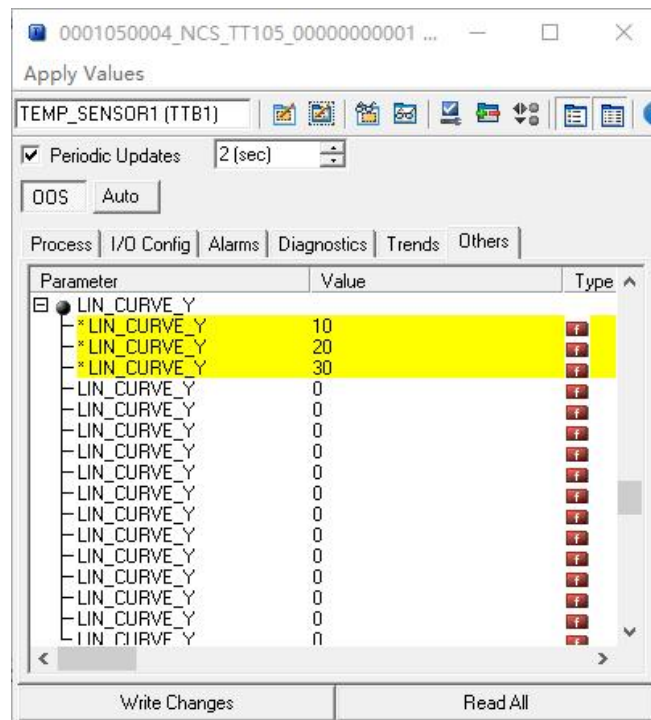 0001050004_NCS_TT105_00000000001 ...
Apply Values
TEMP_SENSOR1 (TTB1)
Periodic Updates 2 (sec)
OOS Auto
Process I/O Config Alarms Diagnostics Trends Others
Parameter Value Type
LIN_CURVE_Y
* LIN_CURVE_Y 10 f
* LIN_CURVE_Y 20 f
* LIN_CURVE_Y 30 f
LIN_CURVE_Y 0 f
LIN_CURVE_Y 0 f
LIN_CURVE_Y 0 f
LIN_CURVE_Y 0 f
LIN_CURVE_Y 0 f
LIN_CURVE_Y 0 f
LIN_CURVE_Y 0 f
LIN_CURVE_Y 0 f
LIN_CURVE_Y 0 f
LIN_CURVE_Y 0 f
LIN_CURVE_Y 0 f
LIN_CURVE_Y 0 f
LIN_CURVE_Y 0 f
Write Changes Read All